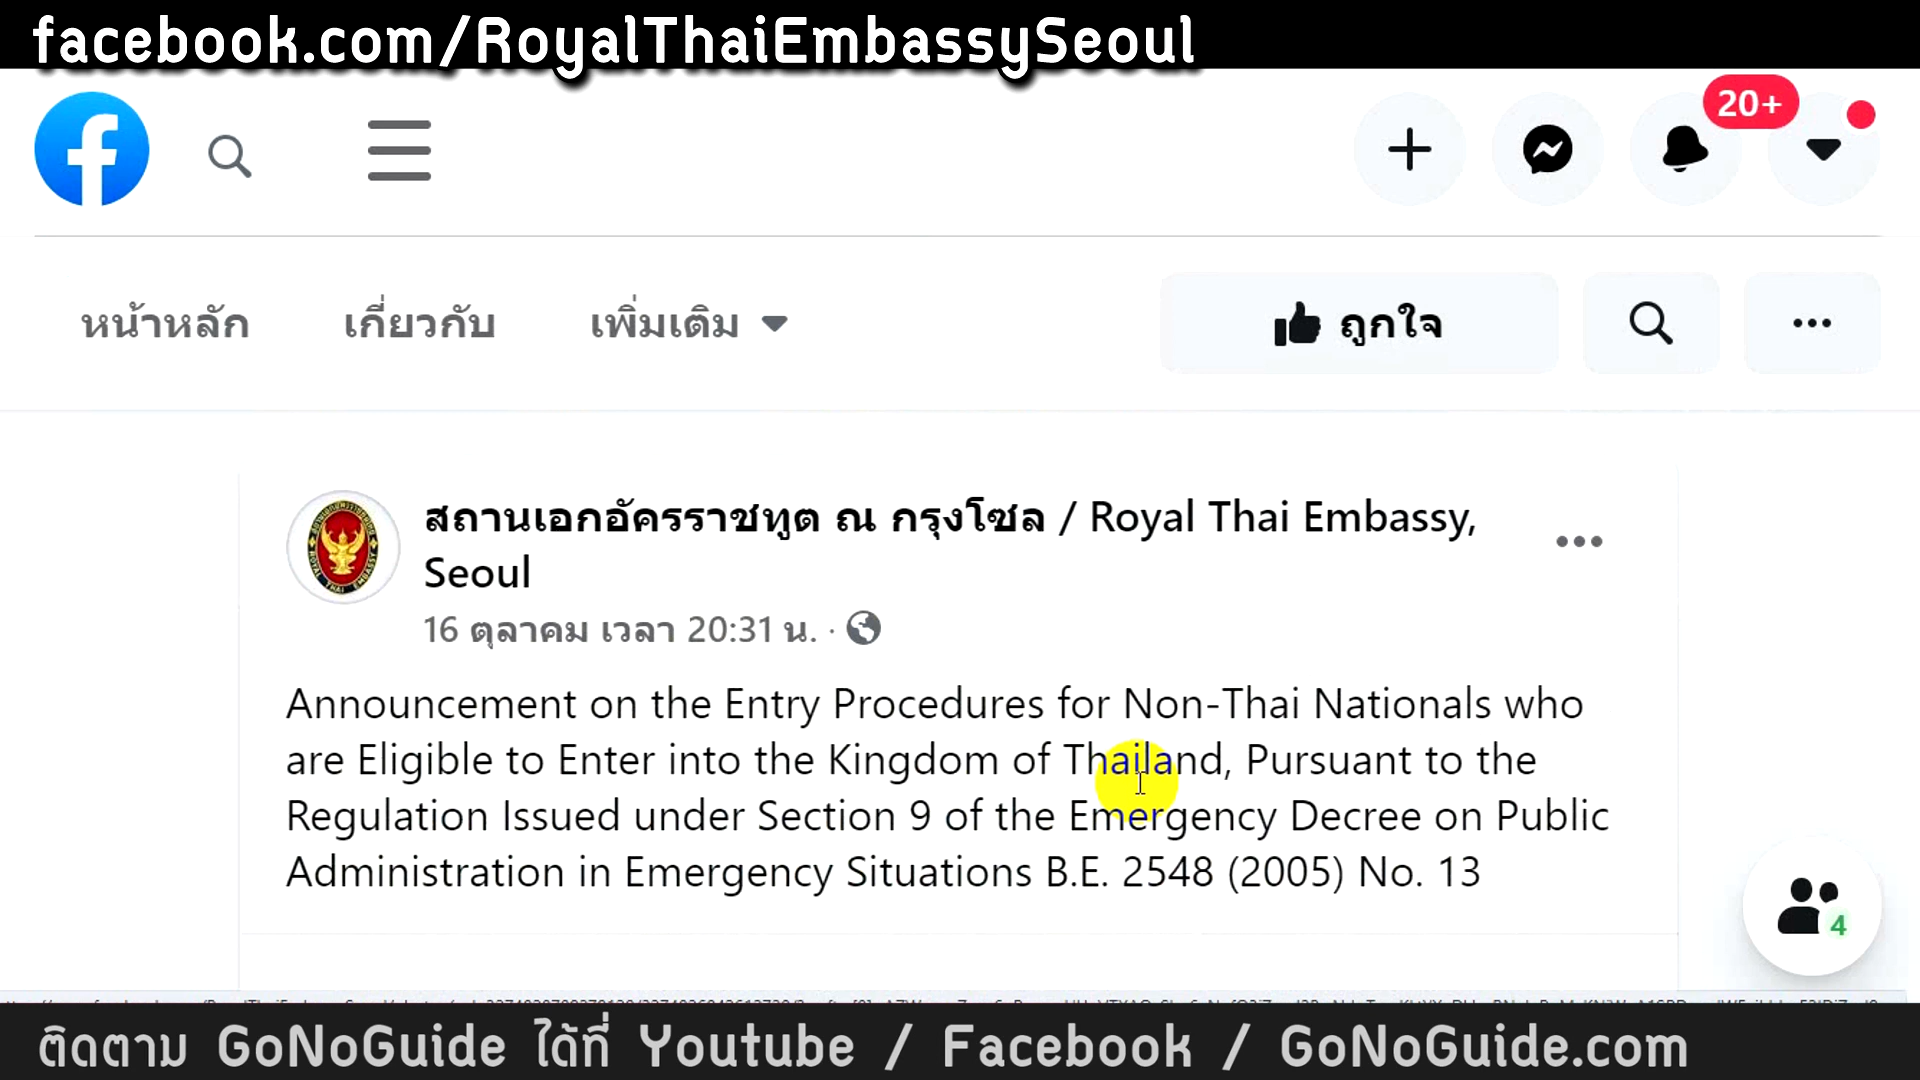 facebook.com/RoyalThaiEmbassySeoul
20+
หน้าหลัก เกี่ยวกับ เพิ่มเติม ถูกใจ
สถานเอกอัครราชทูต ณ กรุงโซล / Royal Thai Embassy,
Seoul
16 ตุลาคม เวลา 20:31 น. ·
Announcement on the Entry Procedures for Non-Thai Nationals who
are Eligible to Enter into the Kingdom of Thailand, Pursuant to the
Regulation Issued under Section 9 of the Emergency Decree on Public
Administration in Emergency Situations B.E. 2548 (2005) No. 13
4
ติดตาม GoNoGuide ได้ที่ Youtube / Facebook / GoNoGuide.com